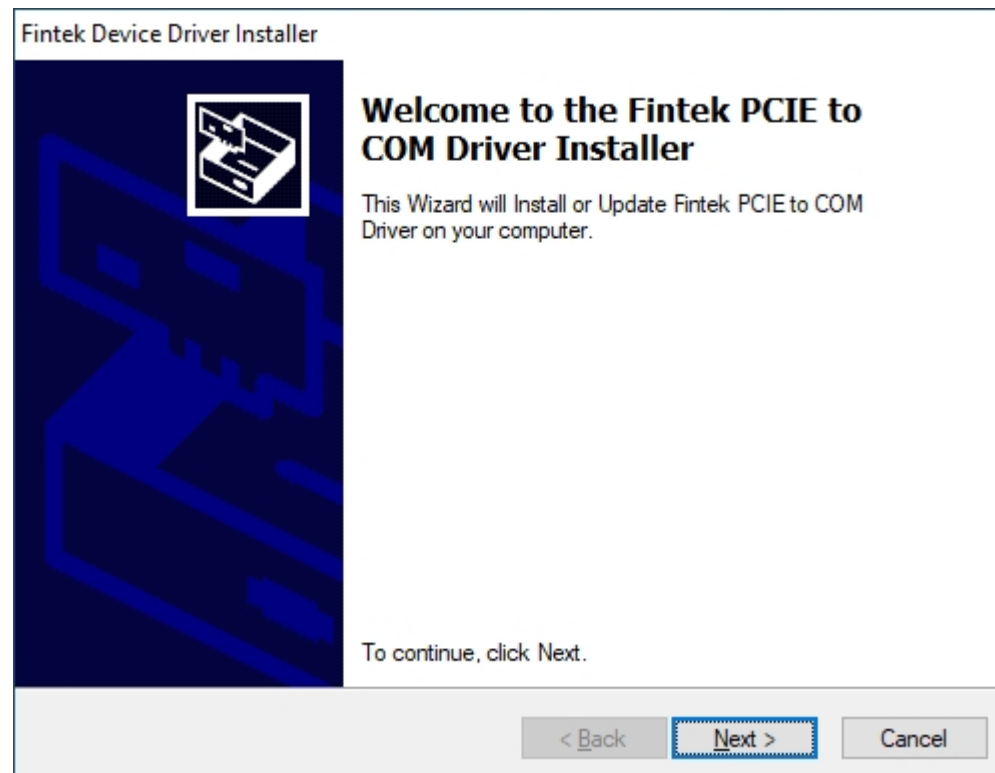 Fintek Device Driver Installer
Welcome to the Fintek PCIE to
COM Driver Installer
This Wizard will Install or Update Fintek PCIE to COM
Driver on your computer.
To continue, click Next.
< Back
Next >
Cancel